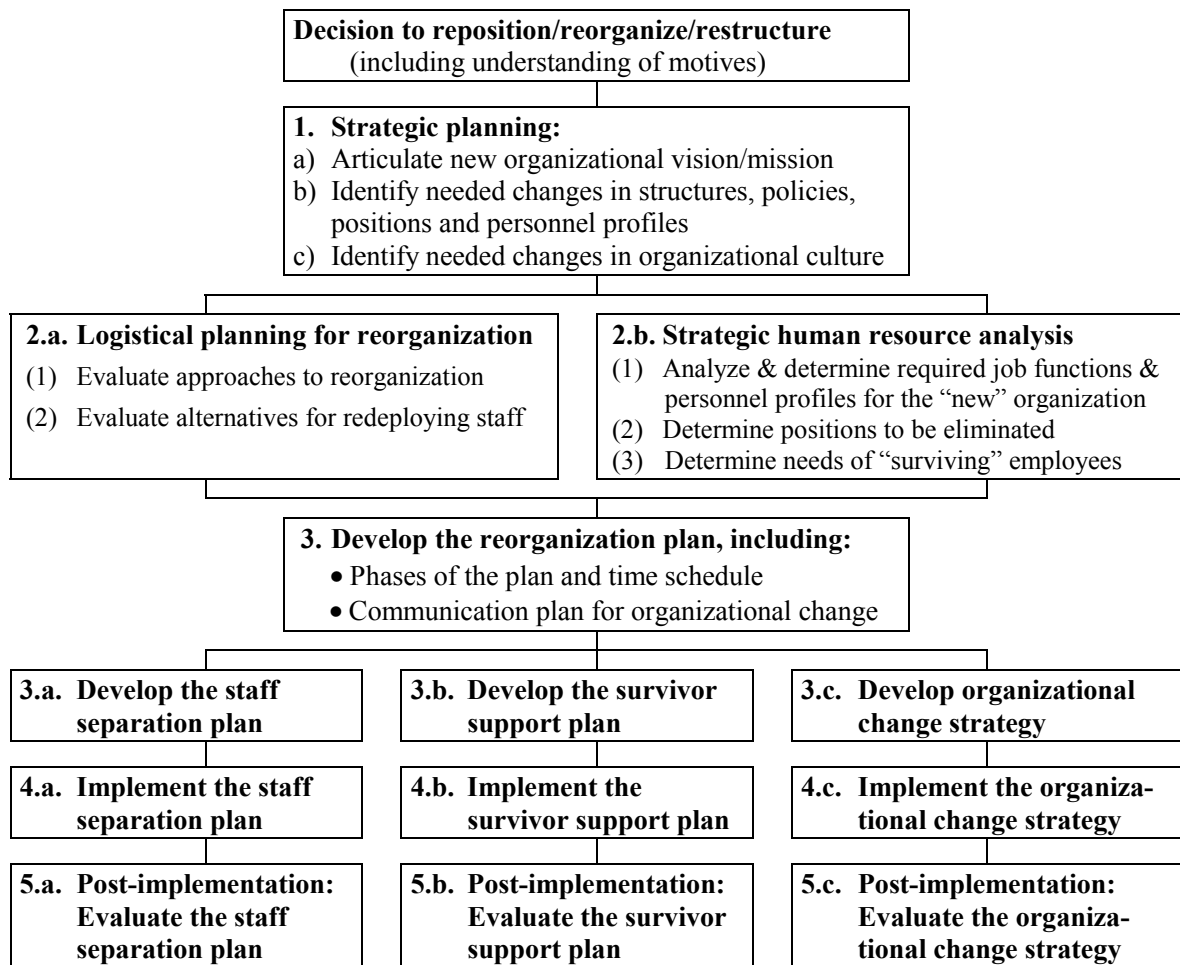 Decision to reposition/reorganize/restructure
(including understanding of motives)
1. Strategic planning:
a) Articulate new organizational vision/mission
b) Identify needed changes in structures, policies,
positions and personnel profiles
c) Identify needed changes in organizational culture
2.a. Logistical planning for reorganization
(1) Evaluate approaches to reorganization
(2) Evaluate alternatives for redeploying staff
2.b. Strategic human resource analysis
(1) Analyze & determine required job functions &
personnel profiles for the “new” organization
(2) Determine positions to be eliminated
(3) Determine needs of “surviving” employees
3. Develop the reorganization plan, including:
• Phases of the plan and time schedule
• Communication plan for organizational change
3.a. Develop the staff
separation plan
3.b. Develop the survivor
support plan
3.c. Develop organizational
change strategy
4.a. Implement the staff
separation plan
4.b. Implement the
survivor support plan
4.c. Implement the organiza-
tional change strategy
5.a. Post-implementation:
Evaluate the staff
separation plan
5.b. Post-implementation:
Evaluate the survivor
support plan
5.c. Post-implementation:
Evaluate the organiza-
tional change strategy